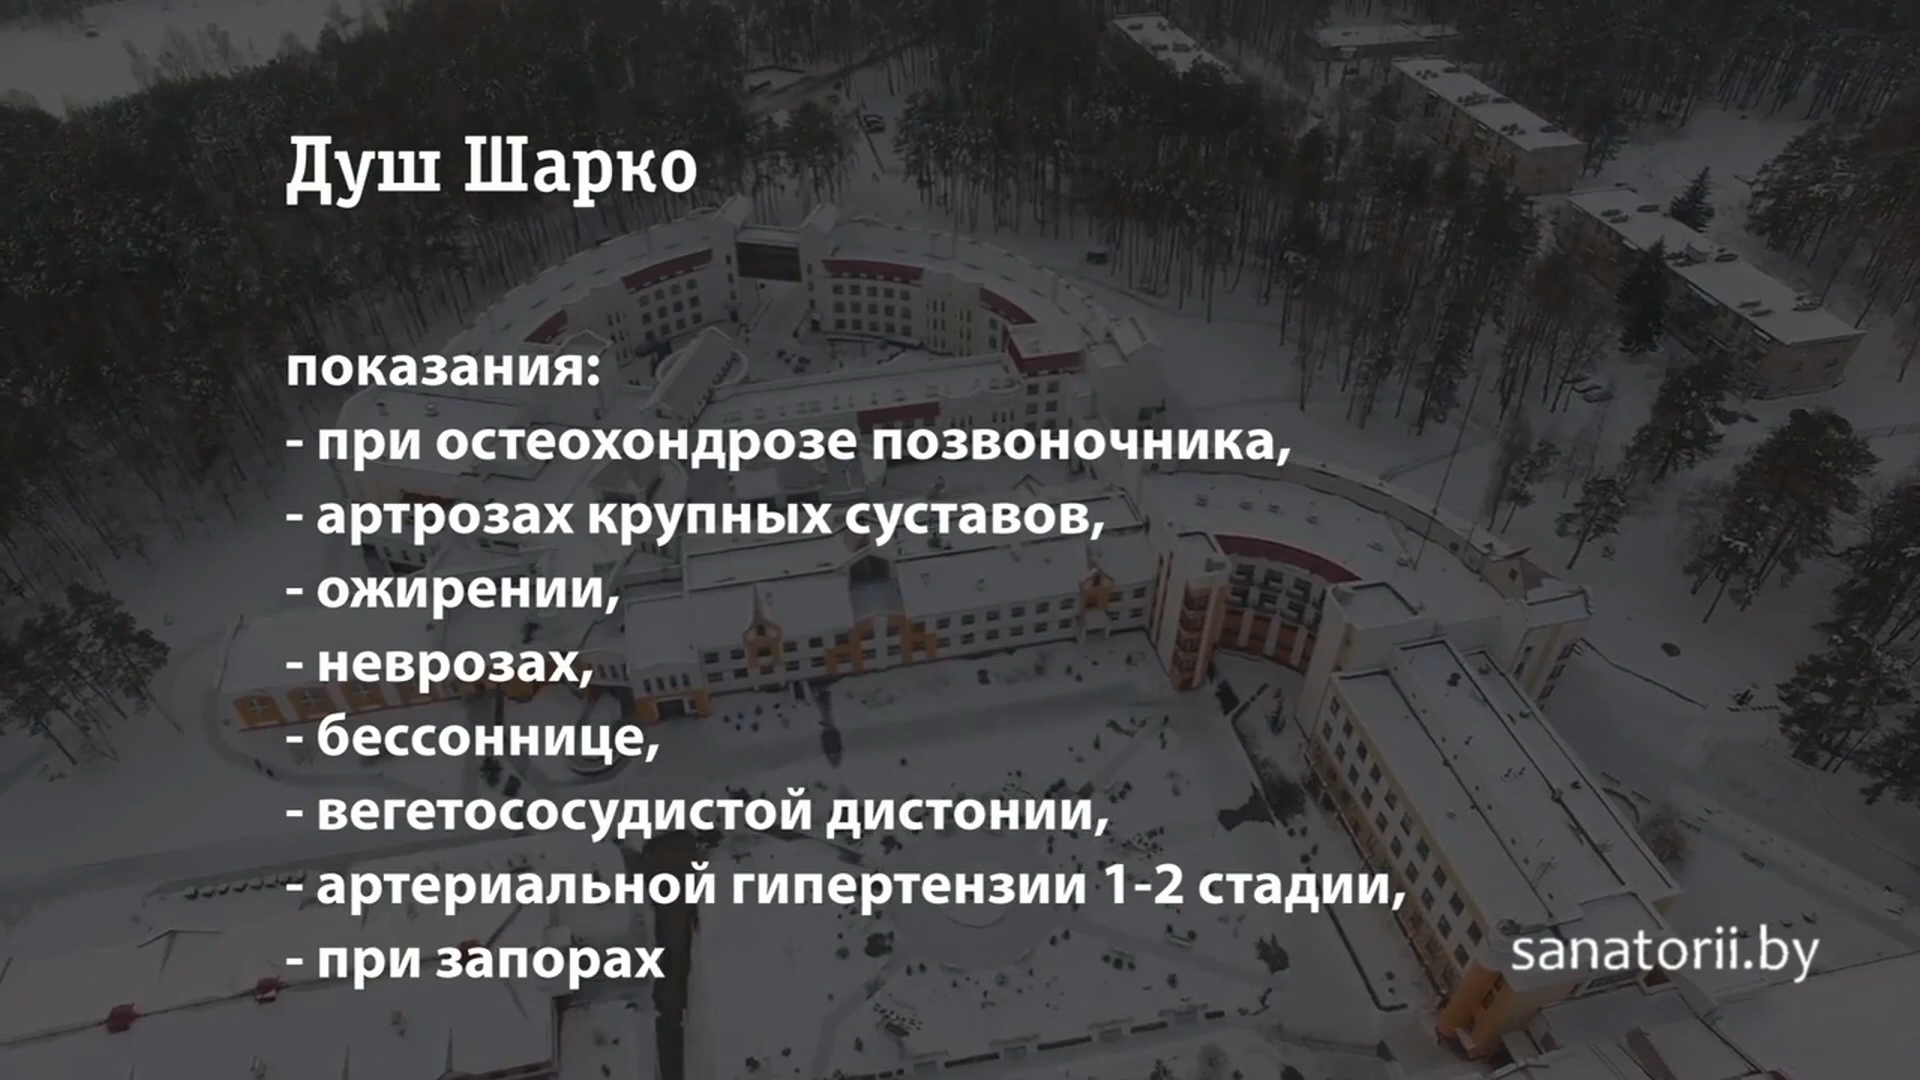 Душ Шарко
показания:
- при остеохондрозе позвоночника,
- артрозах крупных суставов,
- ожирении,
- неврозах,
- бессоннице,
- вегетососудистой дистонии,
- артериальной гипертензии 1-2 стадии,
- при запорах
sanatorii.by